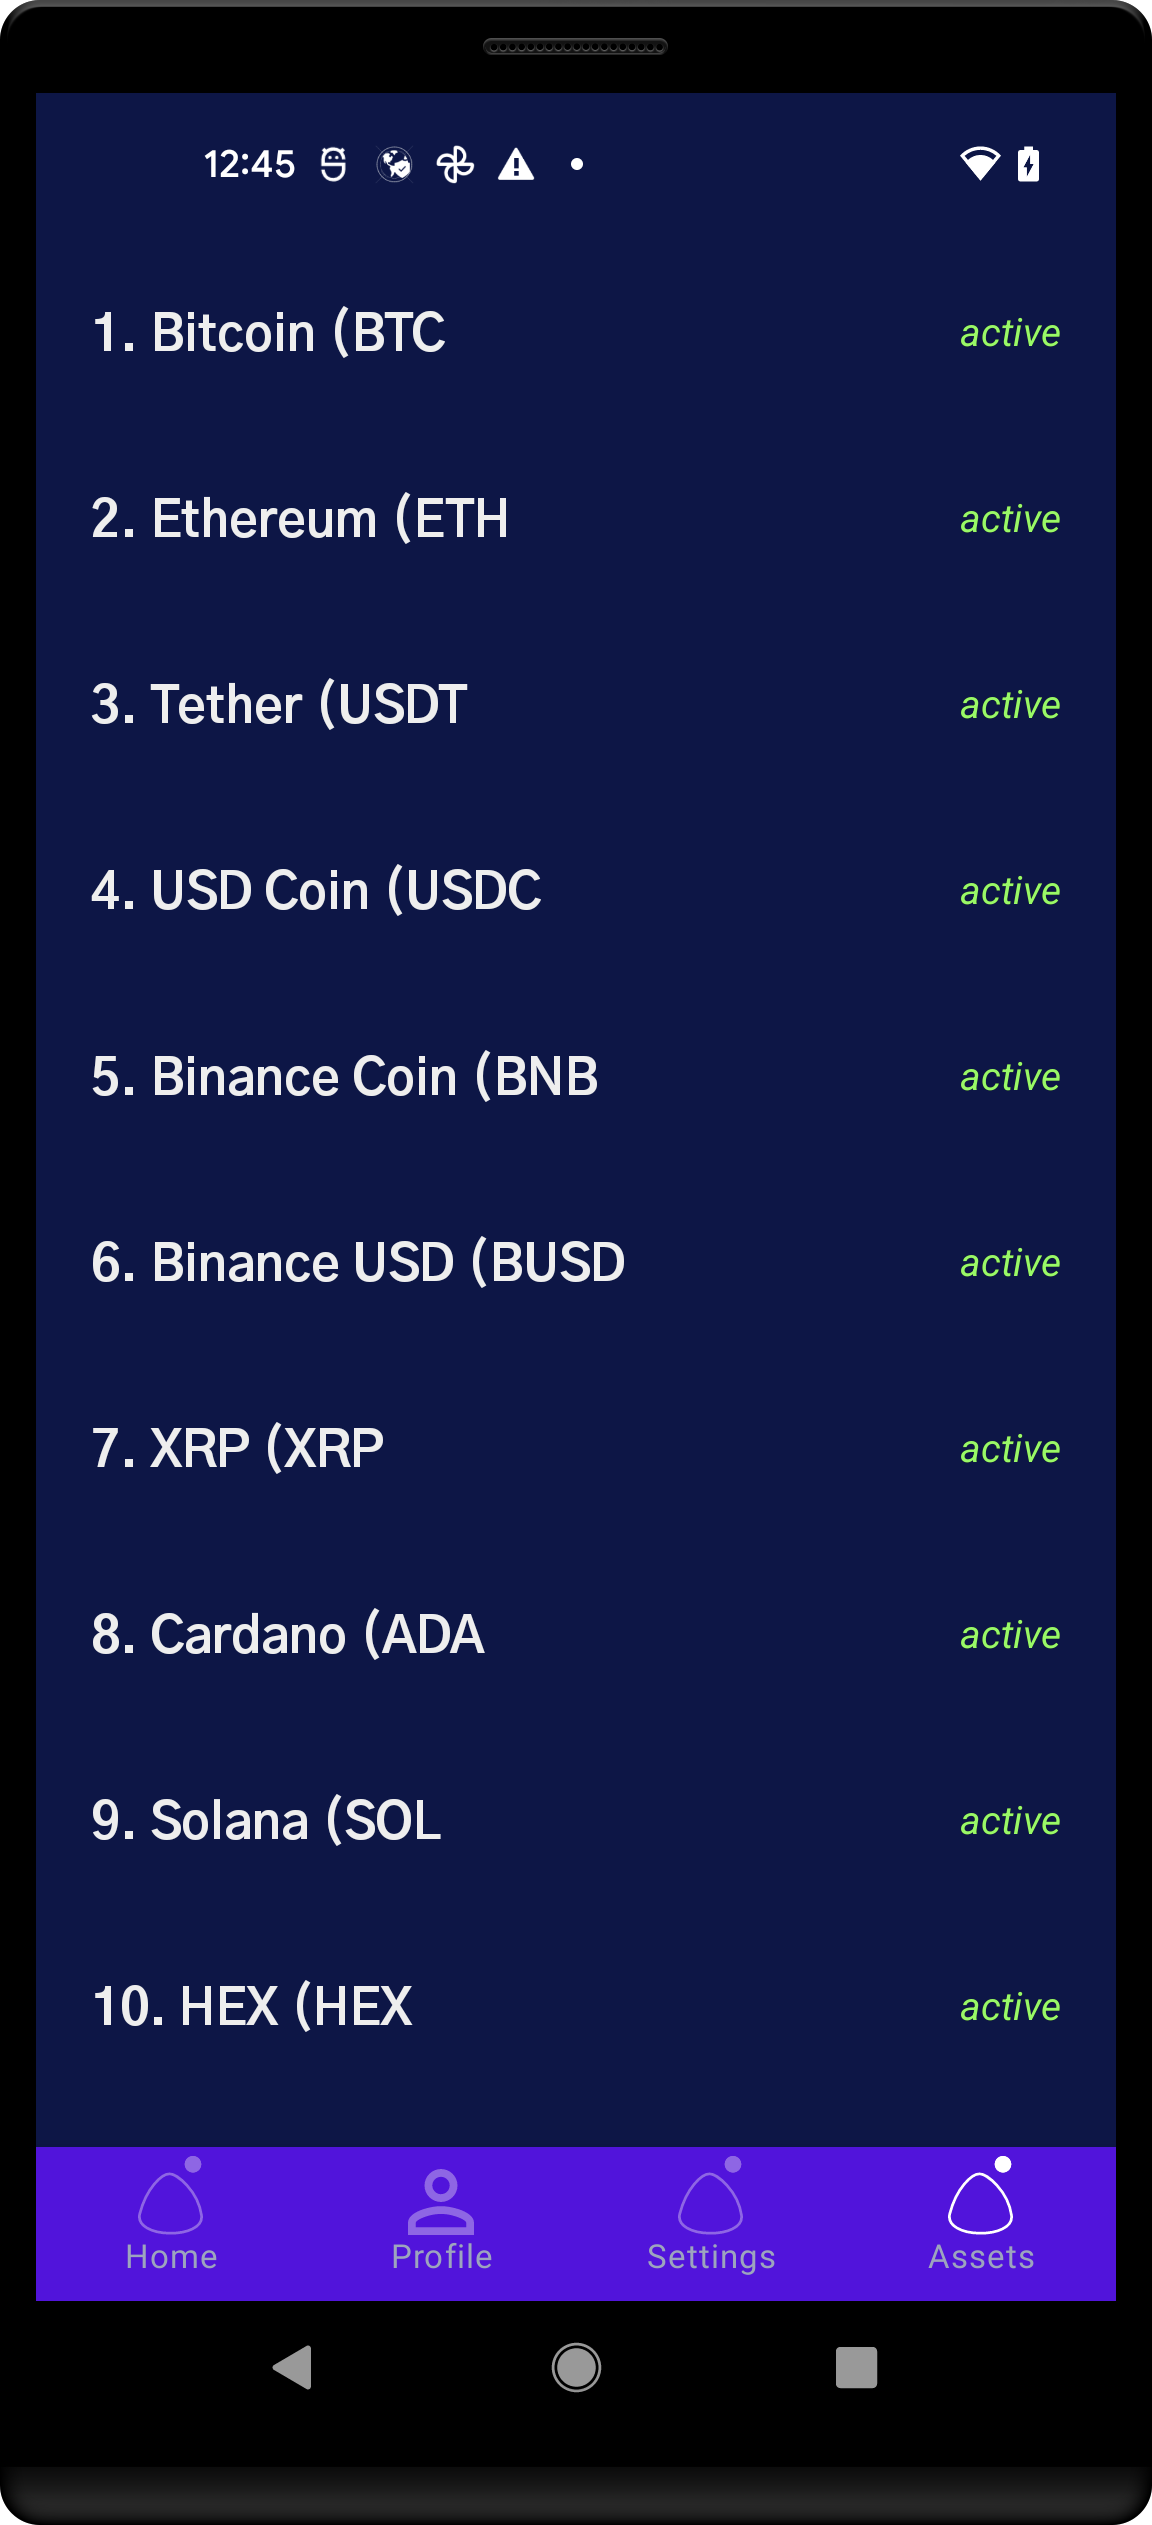 12:45
1. Bitcoin (BTC active
2. Ethereum (ETH active
3. Tether (USDT active
4. USD Coin (USDC active
5. Binance Coin (BNB active
6. Binance USD (BUSD active
7. XRP (XRP active
8. Cardano (ADA active
9. Solana (SOL active
10. HEX (HEX active
Home Profile Settings Assets